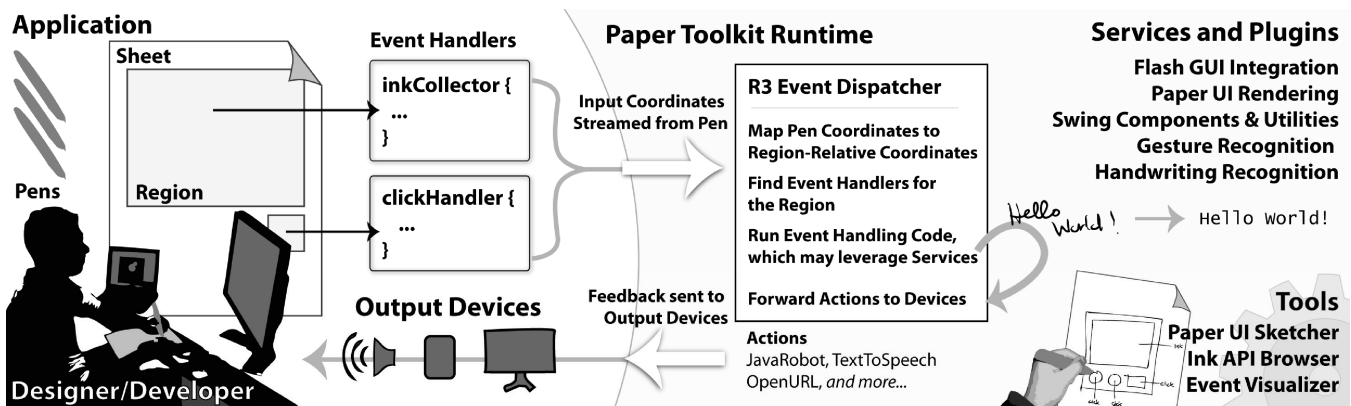 Application
Sheet
Region
Pens
Designer/Developer
Event Handlers
inkCollector {
...
}
clickHandler {
...
}
Output Devices
Paper Toolkit Runtime
Input Coordinates
Streamed from Pen
R3 Event Dispatcher
Map Pen Coordinates to
Region-Relative Coordinates
Find Event Handlers for
the Region
Run Event Handling Code,
which may leverage Services
Forward Actions to Devices
Feedback sent to
Output Devices
Actions
JavaRobot, TextToSpeech
OpenURL, and more...
Services and Plugins
Flash GUI Integration
Paper UI Rendering
Swing Components & Utilities
Gesture Recognition
Handwriting Recognition
Hello
World!
Hello World!
Tools
Paper UI Sketcher
Ink API Browser
Event Visualizer
ink
click
click
click